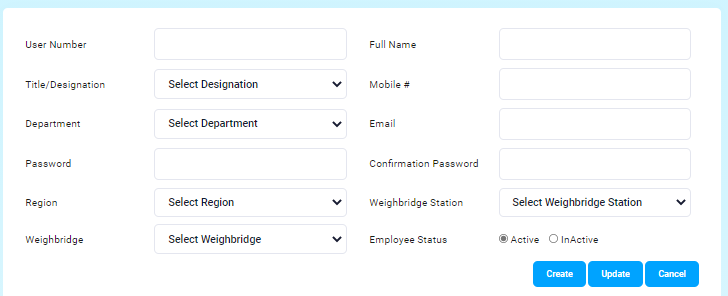 User Number
Full Name
Title/Designation Select Designation
Mobile #
Department Select Department
Email
Password
Confirmation Password
Region Select Region
Weighbridge Station Select Weighbridge Station
Weighbridge Select Weighbridge
Employee Status Active InActive
Create Update Cancel